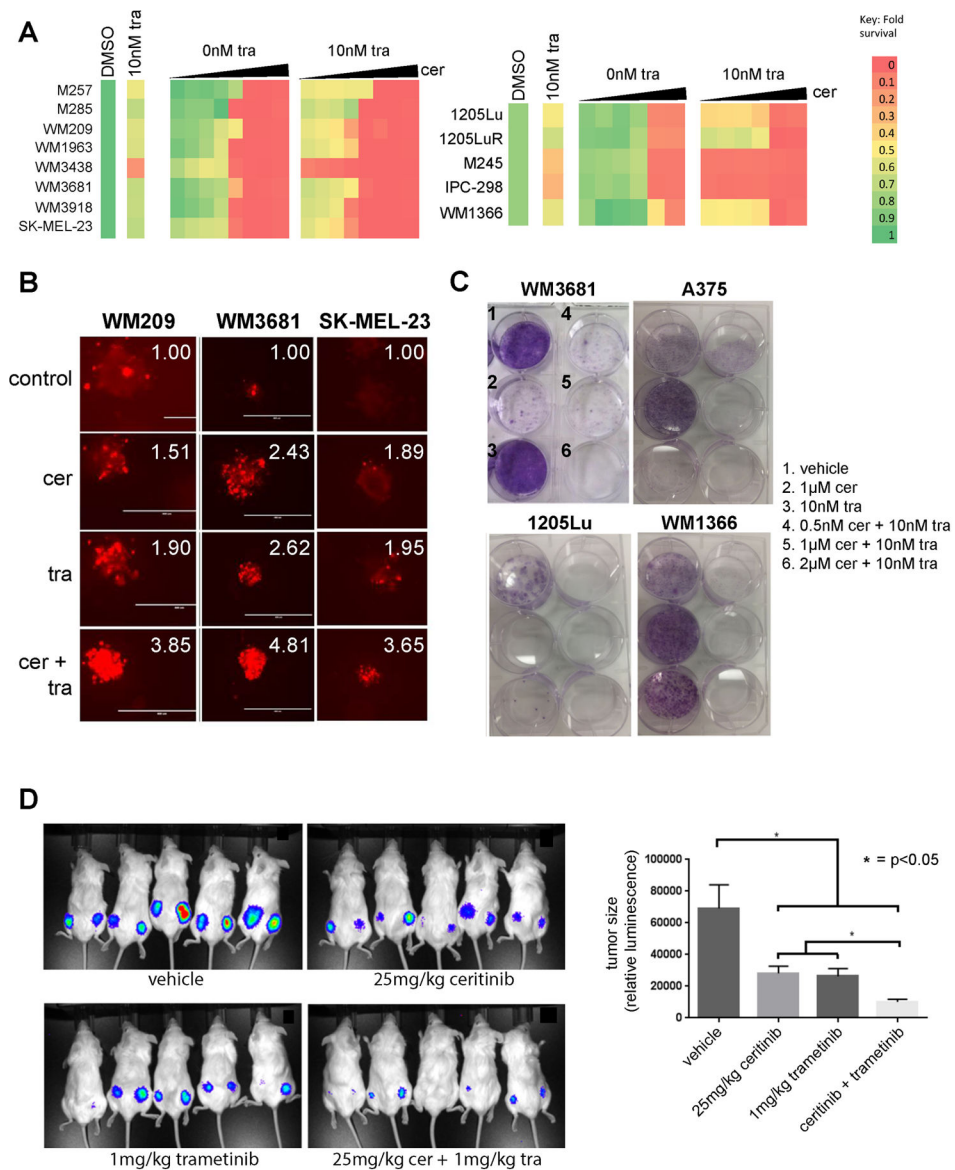 A
DMSO
10nM tra
0nM tra
10nM tra
cer
M257
M285
WM209
WM1963
WM3438
WM3681
WM3918
SK-MEL-23
DMSO
10nM tra
0nM tra
10nM tra
cer
1205Lu
1205LuR
M245
IPC-298
WM1366
Key: Fold
survival
0
0.1
0.2
0.3
0.4
0.5
0.6
0.7
0.8
0.9
1
B
WM209 WM3681 SK-MEL-23
control 1.00 1.00 1.00
cer 1.51 2.43 1.89
tra 1.90 2.62 1.95
cer + 3.85 4.81 3.65
tra
C
WM3681 A375
1 4
2 5
3 6
1205Lu WM1366
1. vehicle
2. 1µM cer
3. 10nM tra
4. 0.5nM cer + 10nM tra
5. 1µM cer + 10nM tra
6. 2µM cer + 10nM tra
D
vehicle
25mg/kg ceritinib
1mg/kg trametinib
25mg/kg cer + 1mg/kg tra
tumor size
(relative luminescence)
100000
80000
60000
40000
20000
0
*
*
* = p<0.05
vehicle
25mg/kg ceritinib
1mg/kg trametinib
ceritinib + trametinib